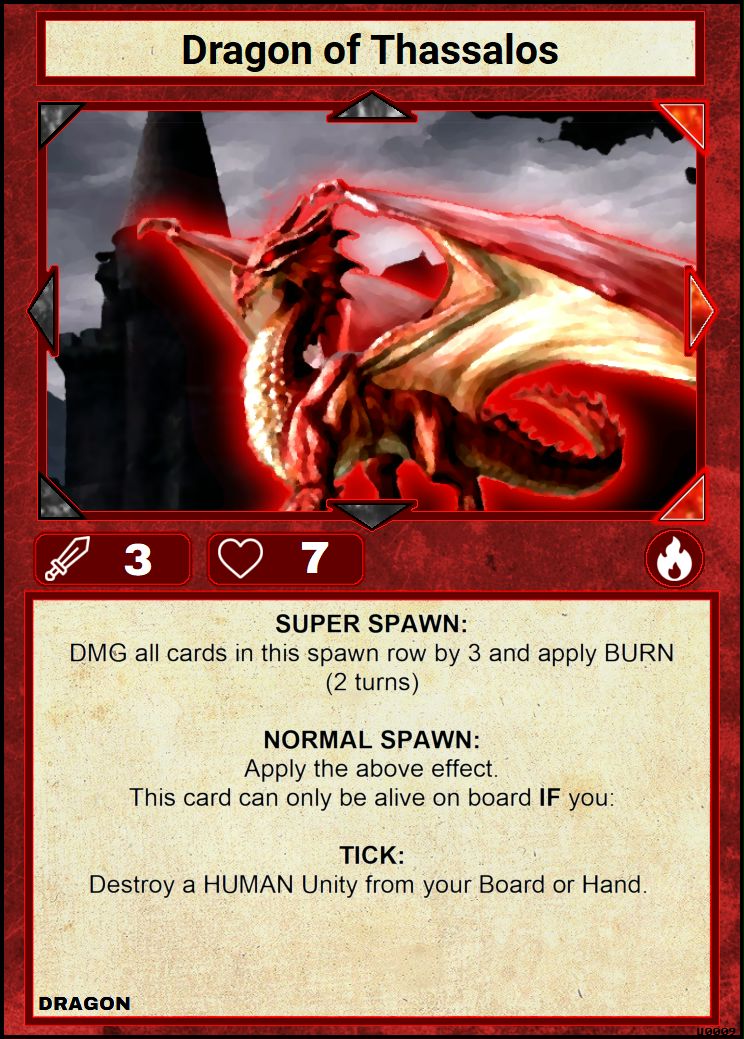 Dragon of Thassalos
3
7
SUPER SPAWN:
DMG all cards in this spawn row by 3 and apply BURN
(2 turns)
NORMAL SPAWN:
Apply the above effect.
This card can only be alive on board IF you:
TICK:
Destroy a HUMAN Unity from your Board or Hand.
DRAGON
U0009